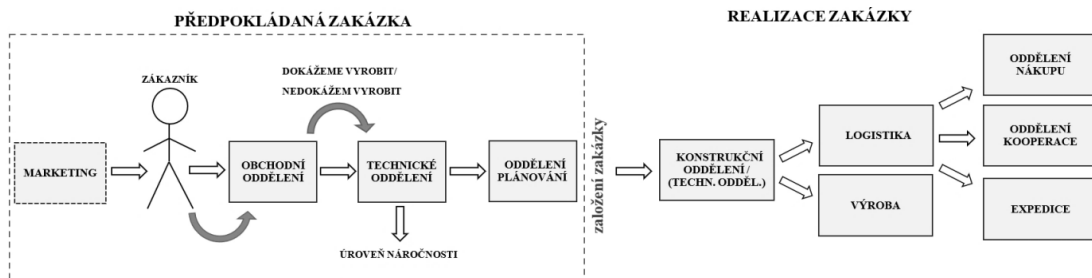 PŘEDPOKLÁDANÁ ZAKÁZKA
REALIZACE ZAKÁZKY
ZÁKAZNÍK
DOKÁŽEME VYROBIT/
NEDOKÁŽEM VYROBIT
MARKETING
OBCHODNÍ
ODDĚLENÍ
TECHNICKÉ
ODDĚLENÍ
ODDĚLENÍ
PLÁNOVÁNÍ
ÚROVEŇ NÁROČNOSTI
založení zakázky
KONSTRUKČNÍ
ODDĚLENÍ /
(TECHN. ODDĚL.)
LOGISTIKA
VÝROBA
ODDĚLENÍ
NÁKUPU
ODDĚLENÍ
KOOPERACE
EXPEDICE